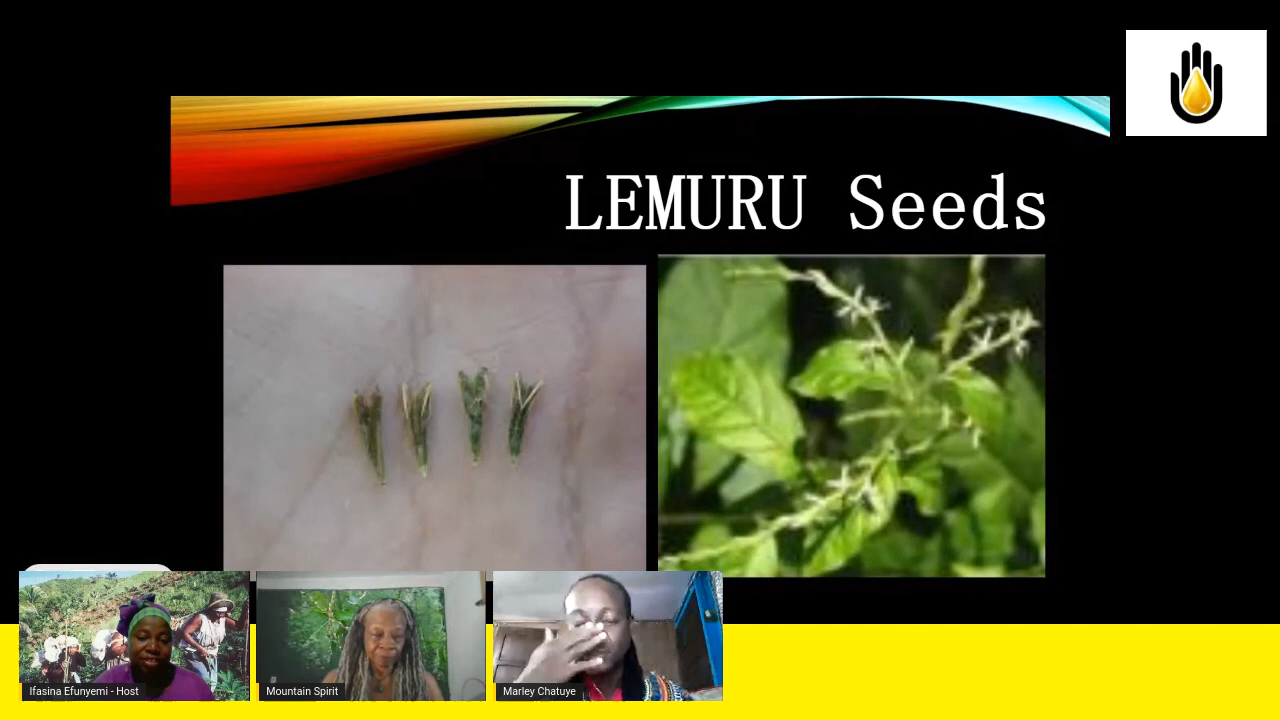 LEMURU Seeds
Ifasina Efunyemi - Host
Mountain Spirit
Marley Chatuye